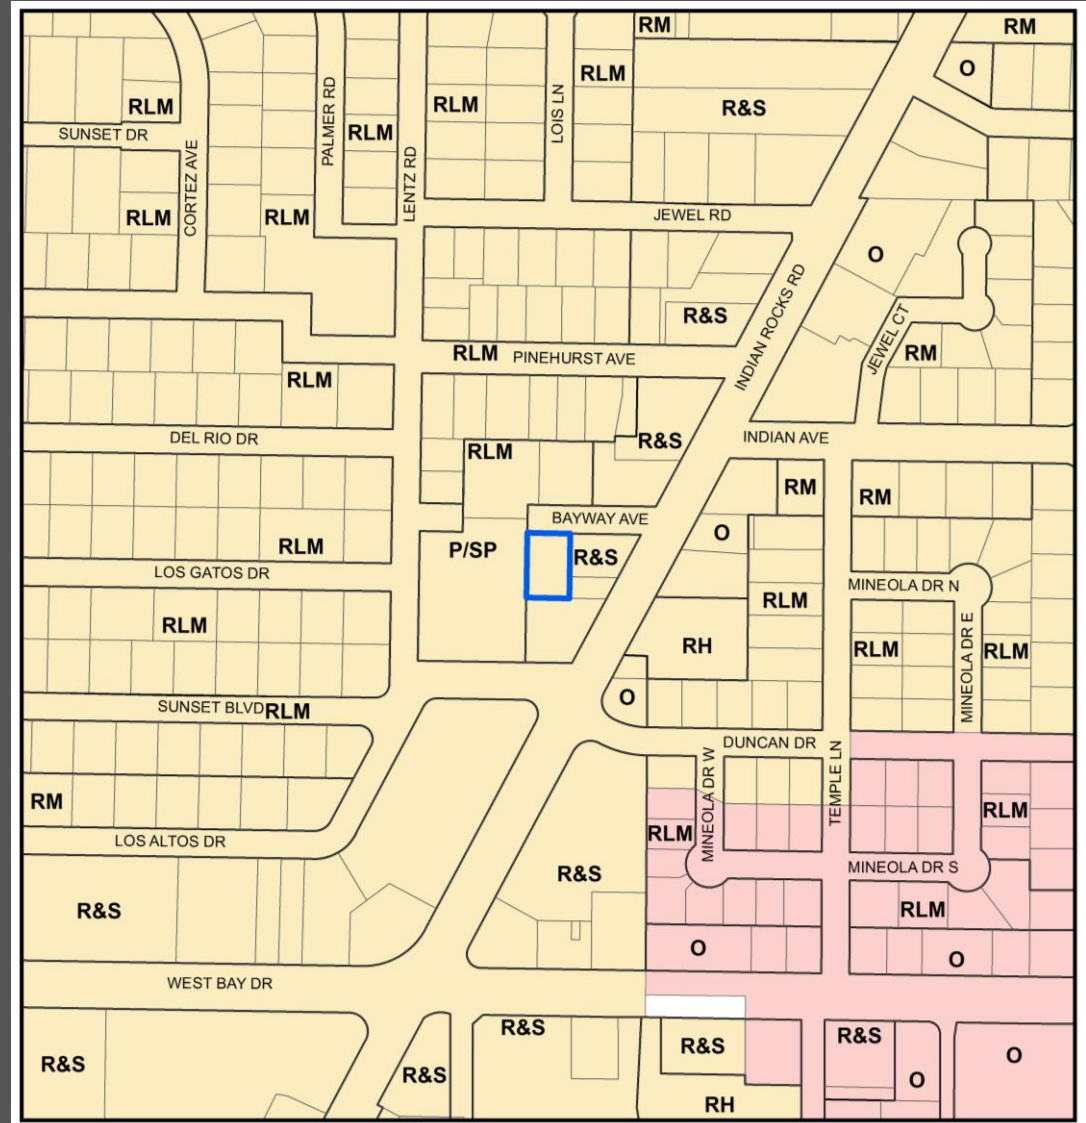 RM
RM
O
RLM
RLM
RLM
R&S
RLM
SUNSET DR
PALMER RD
LOIS LN
CORTEZ AVE
LENTZ RD
RLM
RLM
JEWEL RD
O
INDIAN ROCKS RD
R&S
JEWEL CT
RM
RLM
PINEHURST AVE
RLM
DEL RIO DR
R&S
INDIAN AVE
RLM
RM
RM
BAYWAY AVE
O
RLM
P/SP
R&S
LOS GATOS DR
MINEOLA DR N
RLM
RLM
RH
RLM
RLM
MINEOLA DR E
O
SUNSET BLVD
RLM
DUNCAN DR
MINEOLA DR W
TEMPLE LN
RM
RLM
RLM
LOS ALTOS DR
MINEOLA DR S
R&S
R&S
RLM
O
O
WEST BAY DR
R&S
R&S
R&S
R&S
R&S
O
O
RH